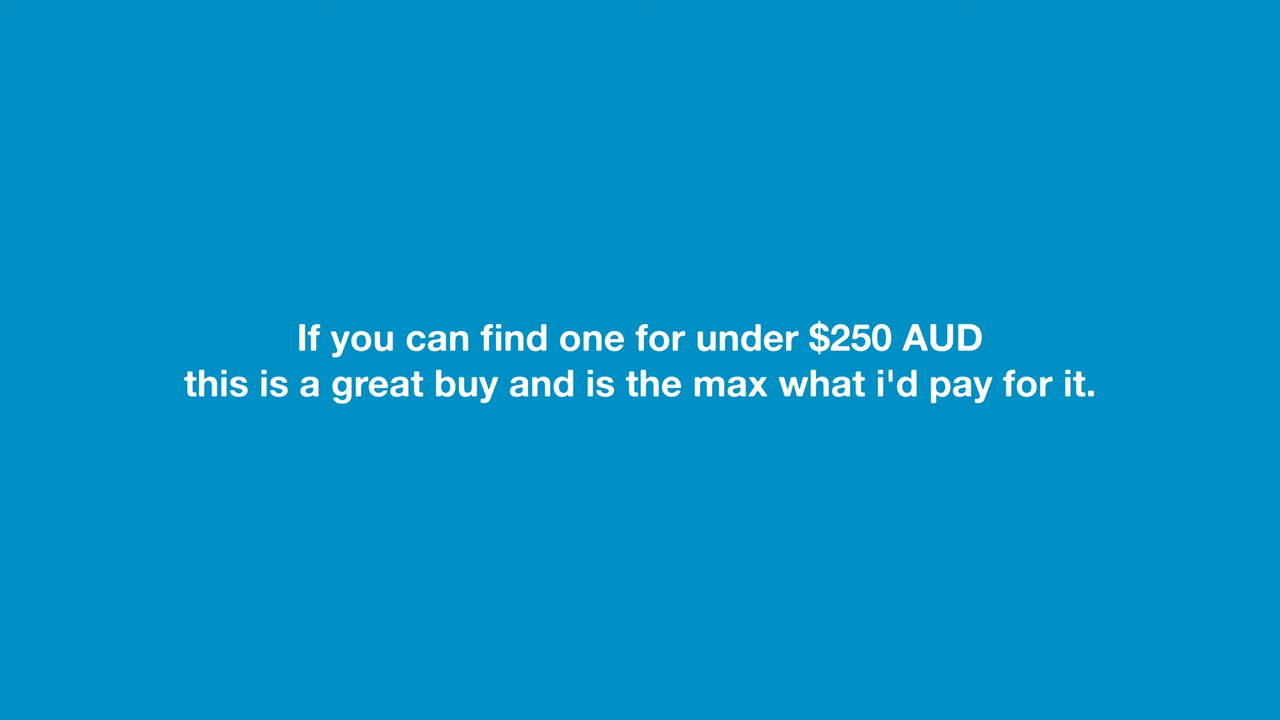 If you can find one for under $250 AUD
this is a great buy and is the max what i'd pay for it.